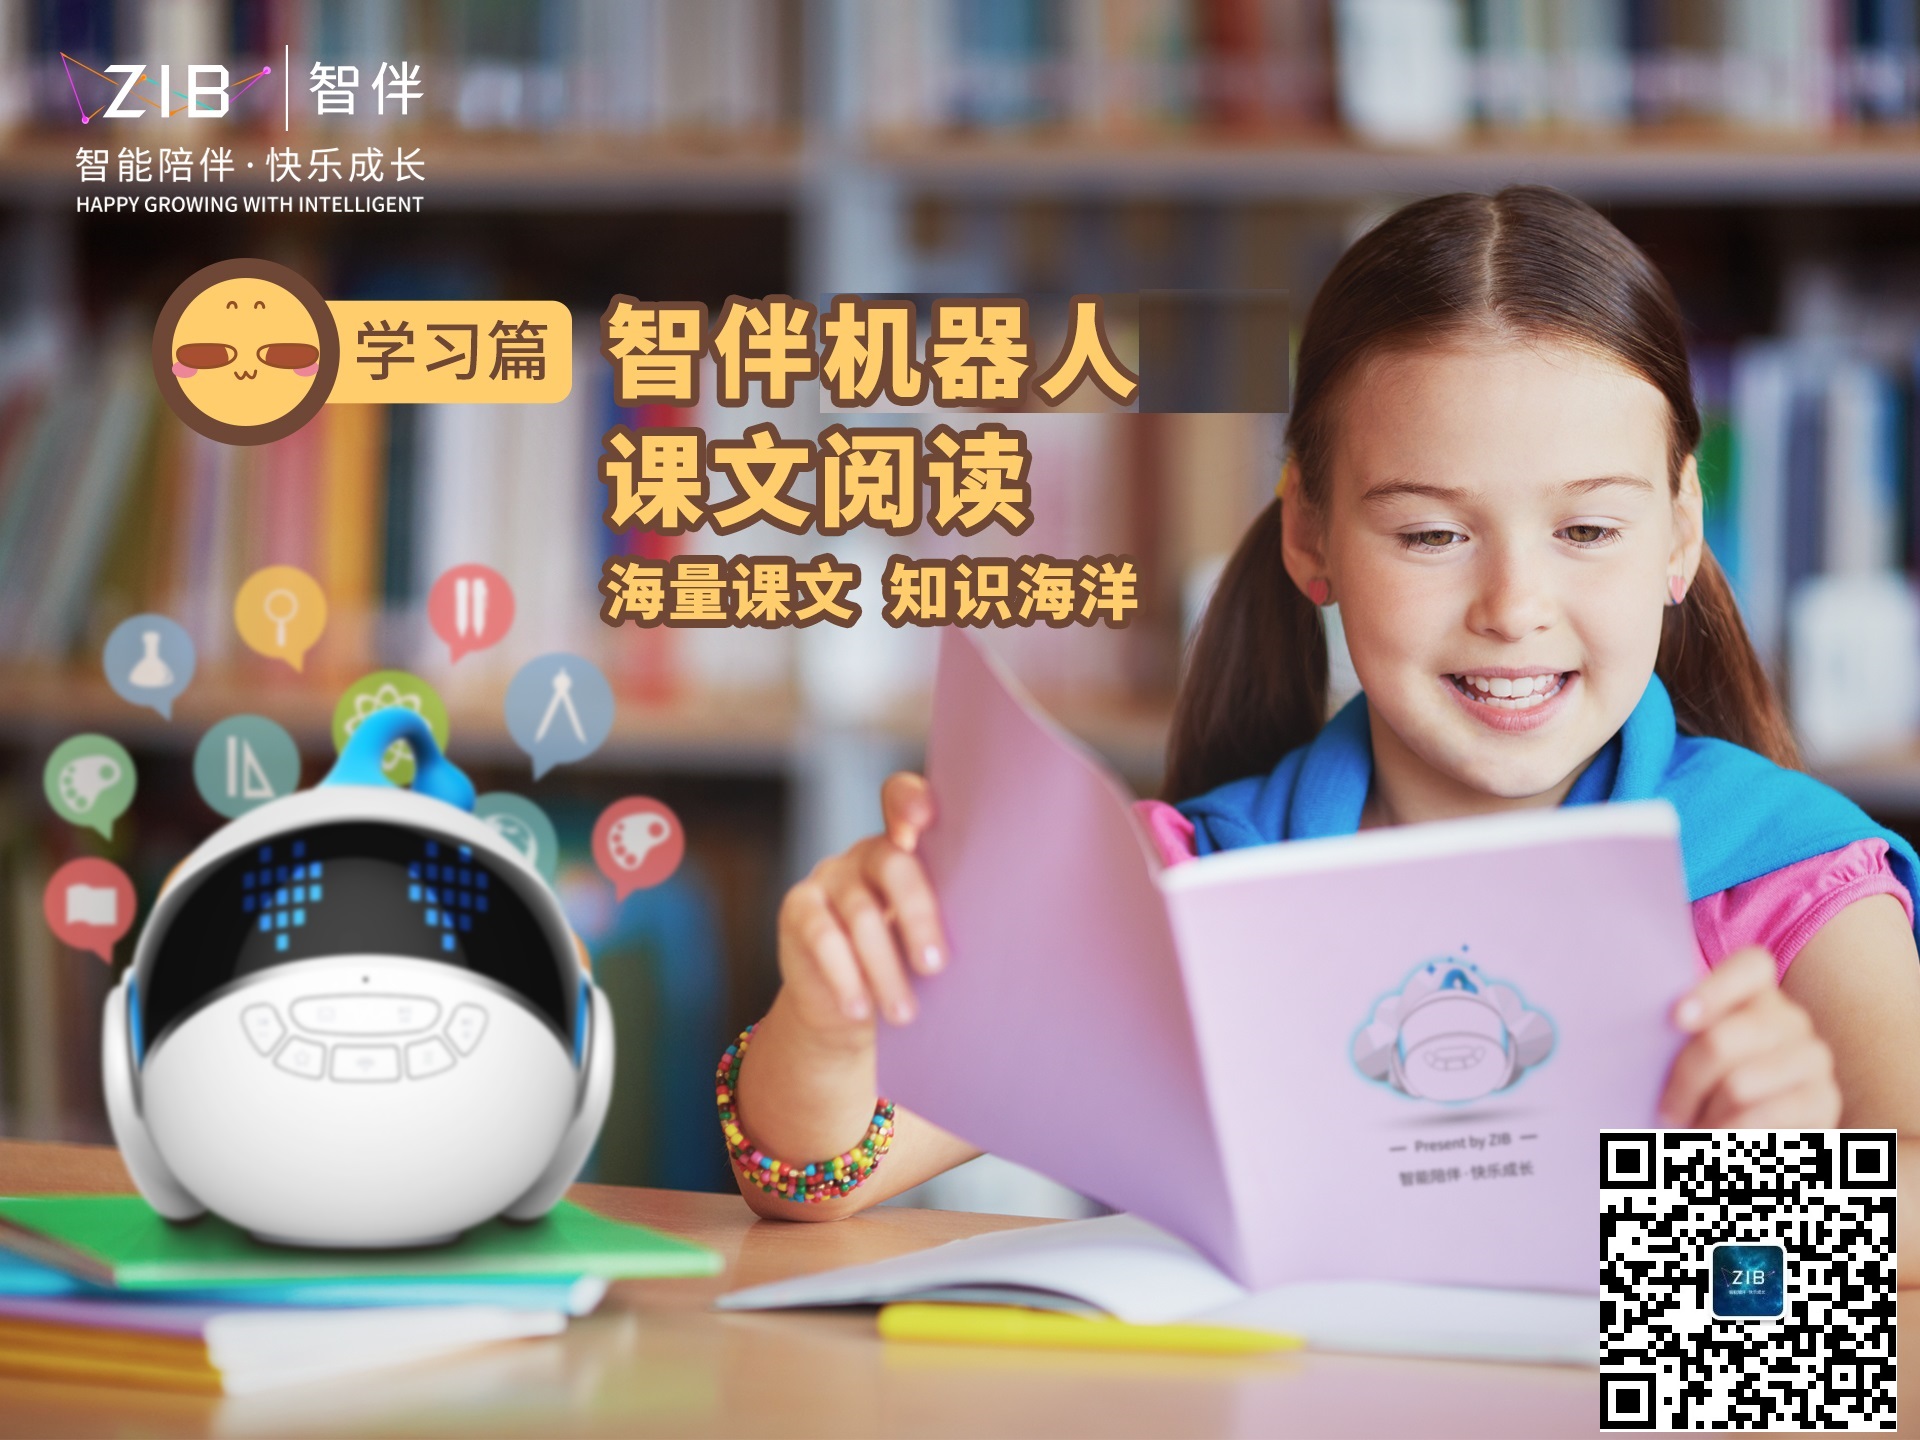 ZIB 智伴
智能陪伴·快乐成长
HAPPY GROWING WITH INTELLIGENT
学习篇
智伴机器人
课文阅读
海量课文 知识海洋
Present by ZIB
智能陪伴·快乐成长
ZIB